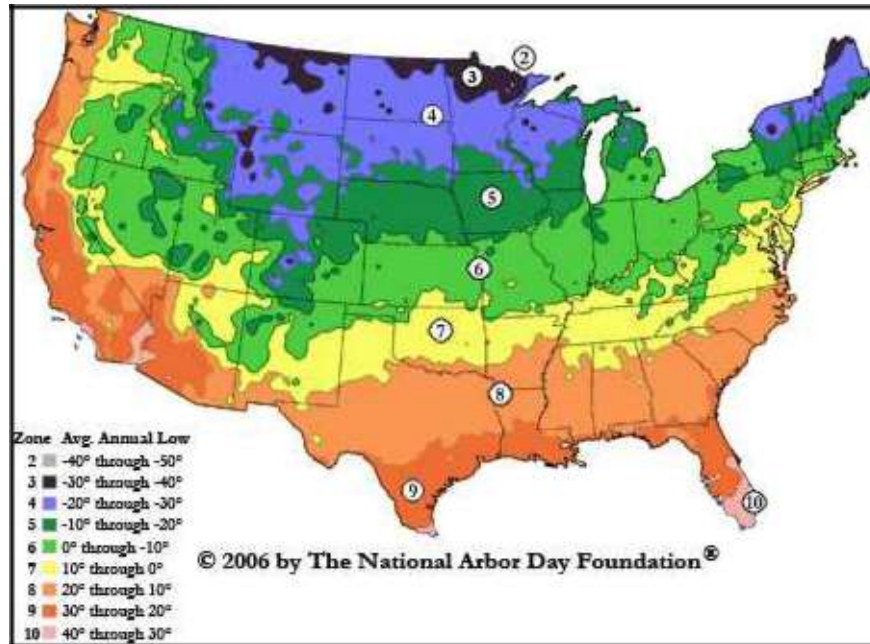 2
3
4
5
6
7
8
9
10
Zone Avg. Annual Low
2 -40° through -50°
3 -30° through -40°
4 -20° through -30°
5 -10° through -20°
6 0° through -10°
7 10° through 0°
8 20° through 10°
9 30° through 20°
10 40° through 30°
© 2006 by The National Arbor Day Foundation®